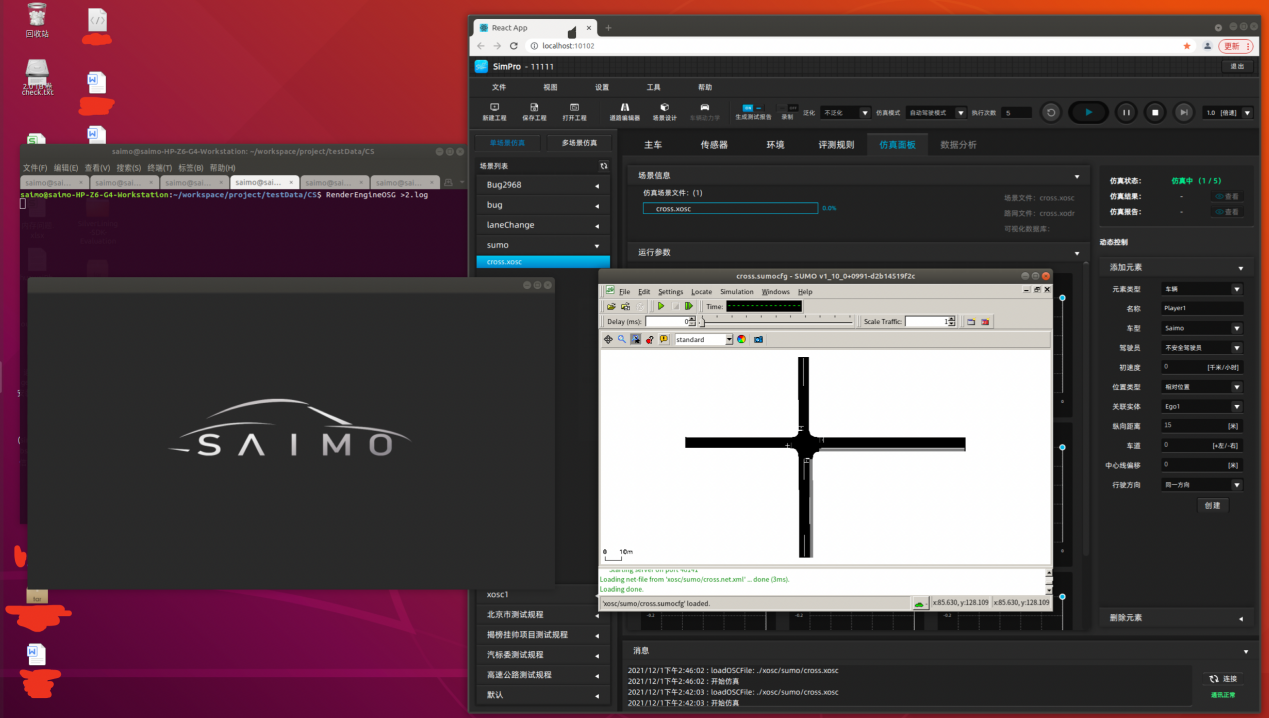 回收站
check.txt
saimo@saimo-HP-Z6-G4-Workstation: ~/workspace/project/testData/CS
文件(F) 编辑(E) 查看(V) 搜索(S) 终端(T) 标签(B) 帮助(H)
saimo@sai... × saimo@sai... × saimo@sai... × saimo@sai... × saimo@sai... × saimo@sai... ×
saimo@saimo-HP-Z6-G4-Workstation:~/workspace/project/testData/CS$ RenderEngineOSG >2.log
SAIMO
React App
localhost:10102
更新
SimPro - 11111
退出
文件 视图 设置 工具 帮助
新建工程 保存工程 打开工程 道路编辑器 场景设计 车辆动力学 生成测试报告 录制 泛化 不泛化 仿真模式 自动驾驶模式 执行次数 5 1.0 [倍速]
单场景仿真 多场景仿真
场景列表
Bug2968
bug
laneChange
sumo
cross.xosc
xosc1
北京市测试规程
揭榜挂帅项目测试规程
汽标委测试规程
高速公路测试规程
默认
主车 传感器 环境 评测规则 仿真面板 数据分析
场景信息
仿真场景文件: (1)
cross.xosc 0.0%
场景文件: cross.xosc
路网文件: cross.xodr
可视化数据库:
运行参数
cross.sumocfg - SUMO v1_10_0+0991-d2b14519f2c
File Edit Settings Locate Simulation Windows Help
Time:
Delay (ms): 0 Scale Traffic: 1
standard
0 10m
Starting server on port 40141
Loading net-file from 'xosc/sumo/cross.net.xml' ... done (3ms).
Loading done.
'xosc/sumo/cross.sumocfg' loaded. x:85.630, y:128.109 x:85.630, y:128.109
-0.2 -0.2 -0.2
仿真状态: 仿真中 (1 / 5)
仿真结果: - 查看
仿真报告: - 查看
动态控制
添加元素
元素类型 车辆
名称 Player1
车型 Saimo
驾驶员 不安全驾驶员
初速度 0 [千米/小时]
位置类型 相对位置
关联实体 Ego1
纵向距离 15 [米]
车道 0 [+左/-右]
中心线偏移 0 [米]
行驶方向 同一方向
创建
删除元素
消息
2021/12/1下午2:46:02 : loadOSCFile: ./xosc/sumo/cross.xosc
2021/12/1下午2:46:02 : 开始仿真
2021/12/1下午2:42:03 : loadOSCFile: ./xosc/sumo/cross.xosc
2021/12/1下午2:42:03 : 开始仿真
连接
通讯正常